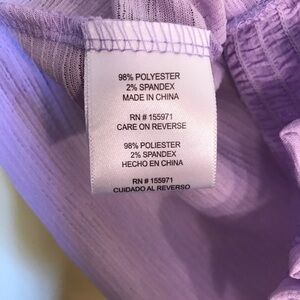 98% POLYESTER
2% SPANDEX
MADE IN CHINA
RN # 155971
CARE ON REVERSE
98% POLIESTER
2% SPANDEX
HECHO EN CHINA
RN # 155971
CUIDADO AL REVERSO